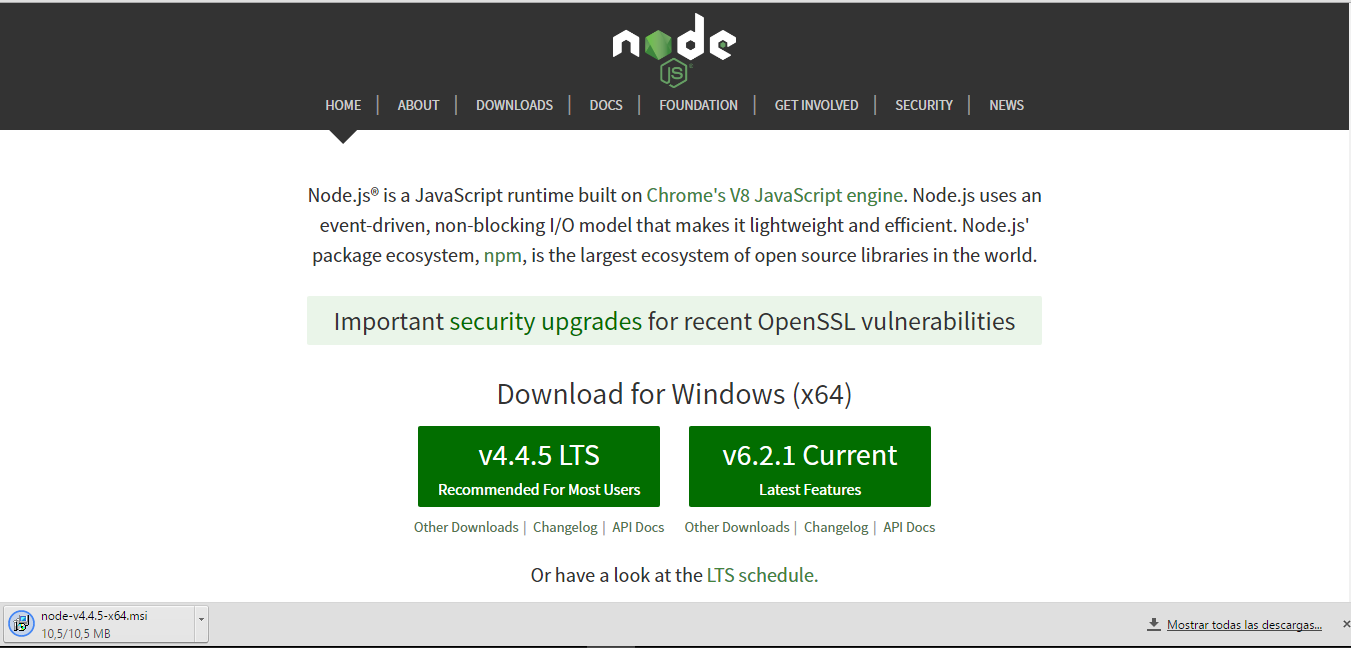 node
JS
HOME | ABOUT | DOWNLOADS | DOCS | FOUNDATION | GET INVOLVED | SECURITY | NEWS
Node.js® is a JavaScript runtime built on Chrome's V8 JavaScript engine. Node.js uses an
event-driven, non-blocking I/O model that makes it lightweight and efficient. Node.js'
package ecosystem, npm, is the largest ecosystem of open source libraries in the world.
Important security upgrades for recent OpenSSL vulnerabilities
Download for Windows (x64)
v4.4.5 LTS
Recommended For Most Users
v6.2.1 Current
Latest Features
Other Downloads | Changelog | API Docs
Other Downloads | Changelog | API Docs
Or have a look at the LTS schedule.
node-v4.4.5-x64.msi
10,5/10,5 MB
Mostrar todas las descargas...